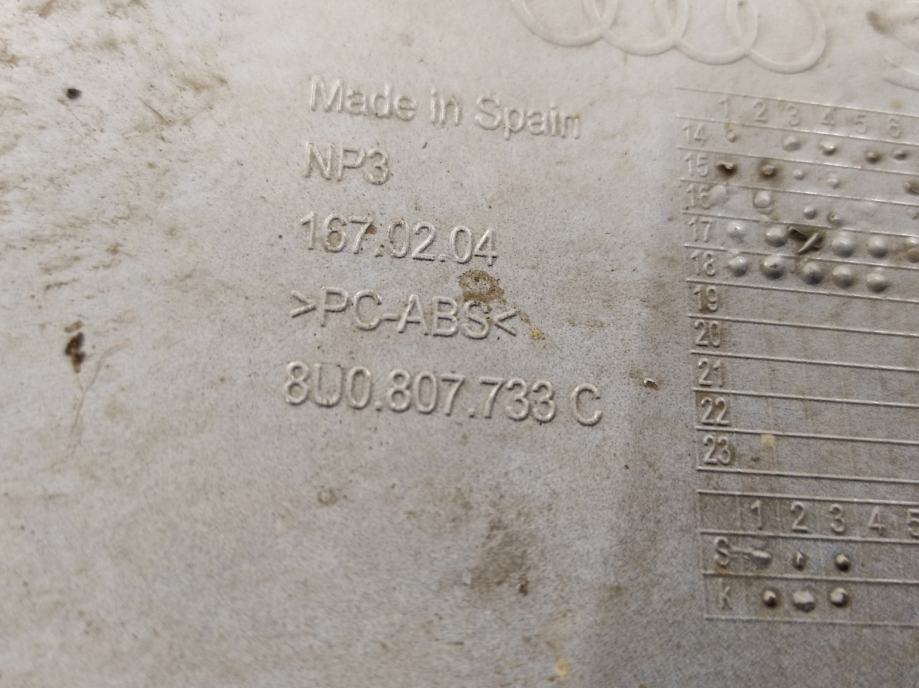 Made in Spain
NP3
167.02.04
>PC-ABS<
8U0.807.733 C
1 2 3 4 5 6
14
15
16
17
18
19
20
21
22
23
1 2 3 4 5
S
K